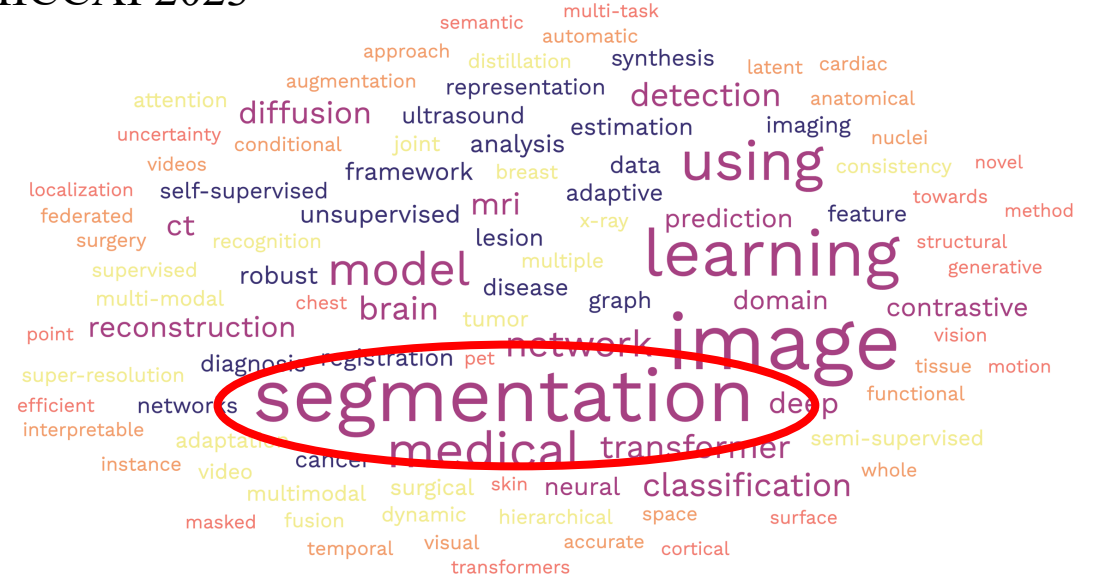 MICCAI 2023
semantic multi-task
automatic
approach distillation synthesis latent cardiac
augmentation representation detection anatomical
attention diffusion ultrasound estimation imaging
uncertainty conditional joint analysis nuclei
videos framework breast data using consistency novel
localization self-supervised adaptive towards
federated unsupervised mri x-ray prediction feature method
surgery ct recognition lesion learning structural
supervised robust model multiple generative
multi-modal chest brain disease graph domain contrastive
point reconstruction tumor network image vision
super-resolution diagnosis registration pet tissue motion
efficient networks segmentation deep functional
interpretable adaptation medical transformer semi-supervised
instance video cancer whole
multimodal surgical skin neural classification
masked fusion dynamic hierarchical space surface
temporal visual accurate cortical
transformers